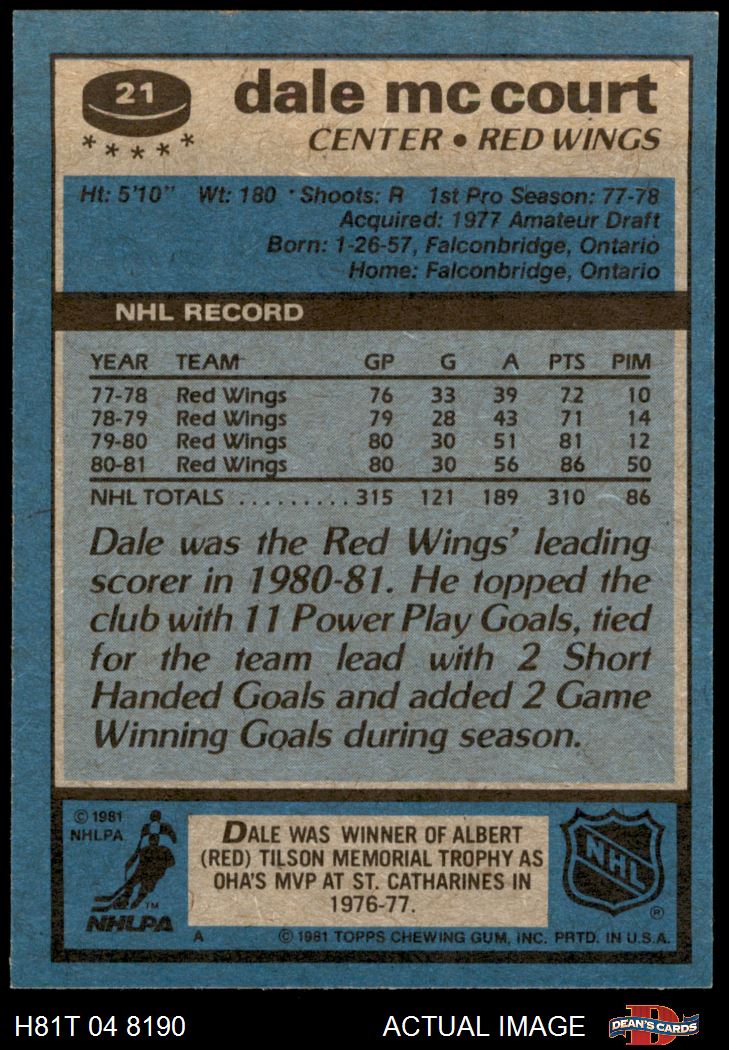 21
dale mc court
CENTER • RED WINGS
Ht: 5'10" Wt: 180 Shoots: R 1st Pro Season: 77-78
Acquired: 1977 Amateur Draft
Born: 1-26-57, Falconbridge, Ontario
Home: Falconbridge, Ontario
NHL RECORD
YEAR TEAM GP G A PTS PIM
77-78 Red Wings 76 33 39 72 10
78-79 Red Wings 79 28 43 71 14
79-80 Red Wings 80 30 51 81 12
80-81 Red Wings 80 30 56 86 50
NHL TOTALS .......... 315 121 189 310 86
Dale was the Red Wings' leading
scorer in 1980-81. He topped the
club with 11 Power Play Goals, tied
for the team lead with 2 Short
Handed Goals and added 2 Game
Winning Goals during season.
© 1981
NHLPA
TM
NHLPA
DALE WAS WINNER OF ALBERT
(RED) TILSON MEMORIAL TROPHY AS
OHA'S MVP AT ST. CATHARINES IN
1976-77.
NHL
®
A © 1981 TOPPS CHEWING GUM, INC. PRTD. IN U.S.A.
H81T 04 8190 ACTUAL IMAGE D DEAN'S CARDS